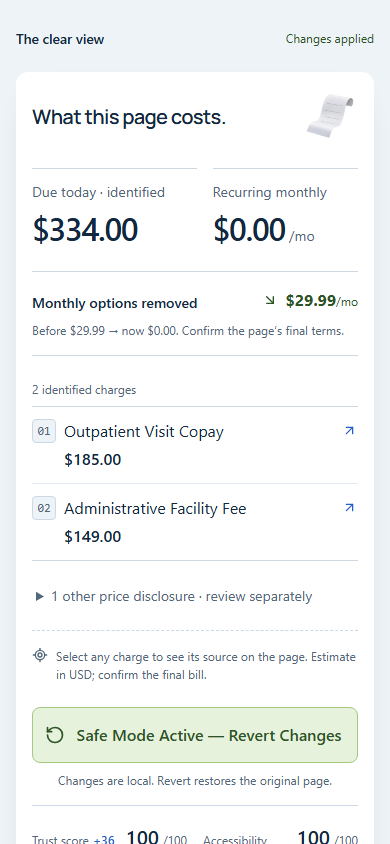 The clear view
Changes applied
What this page costs.
Due today · identified
Recurring monthly
$334.00
$0.00 /mo
Monthly options removed
$29.99/mo
Before $29.99 → now $0.00. Confirm the page's final terms.
2 identified charges
01 Outpatient Visit Copay
$185.00
02 Administrative Facility Fee
$149.00
1 other price disclosure · review separately
Select any charge to see its source on the page. Estimate
in USD; confirm the final bill.
Safe Mode Active — Revert Changes
Changes are local. Revert restores the original page.
Trust score +36 100 /100 Accessibility 100 /100